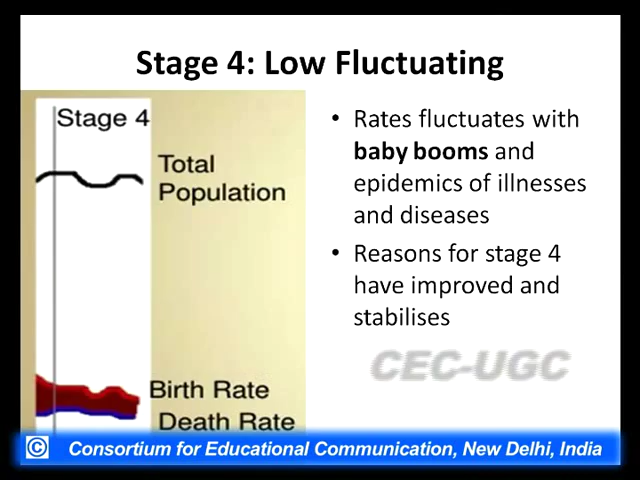 Stage 4: Low Fluctuating
Stage 4
Total
Population
Birth Rate
Death Rate
• Rates fluctuates with
baby booms and
epidemics of illnesses
and diseases
• Reasons for stage 4
have improved and
stabilises
CEC-UGC
© Consortium for Educational Communication, New Delhi, India